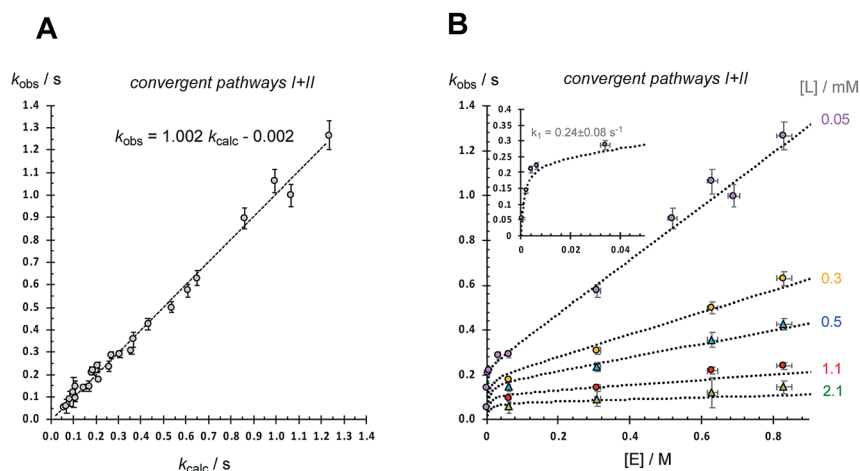 A
k_obs / s
convergent pathways I+II
k_obs = 1.002 k_calc - 0.002
1.4
1.3
1.2
1.1
1.0
0.9
0.8
0.7
0.6
0.5
0.4
0.3
0.2
0.1
0.0
0.0 0.1 0.2 0.3 0.4 0.5 0.6 0.7 0.8 0.9 1.0 1.1 1.2 1.3 1.4
k_calc / s
B
k_obs / s
convergent pathways I+II
[L] / mM
1.4
1.2
1.0
0.8
0.6
0.4
0.2
0.0
0 0.2 0.4 0.6 0.8
[E] / M
k₁ = 0.24±0.08 s⁻¹
0.4
0.35
0.3
0.25
0.2
0.15
0.1
0.05
0
0 0.02 0.04
0.05
0.3
0.5
1.1
2.1